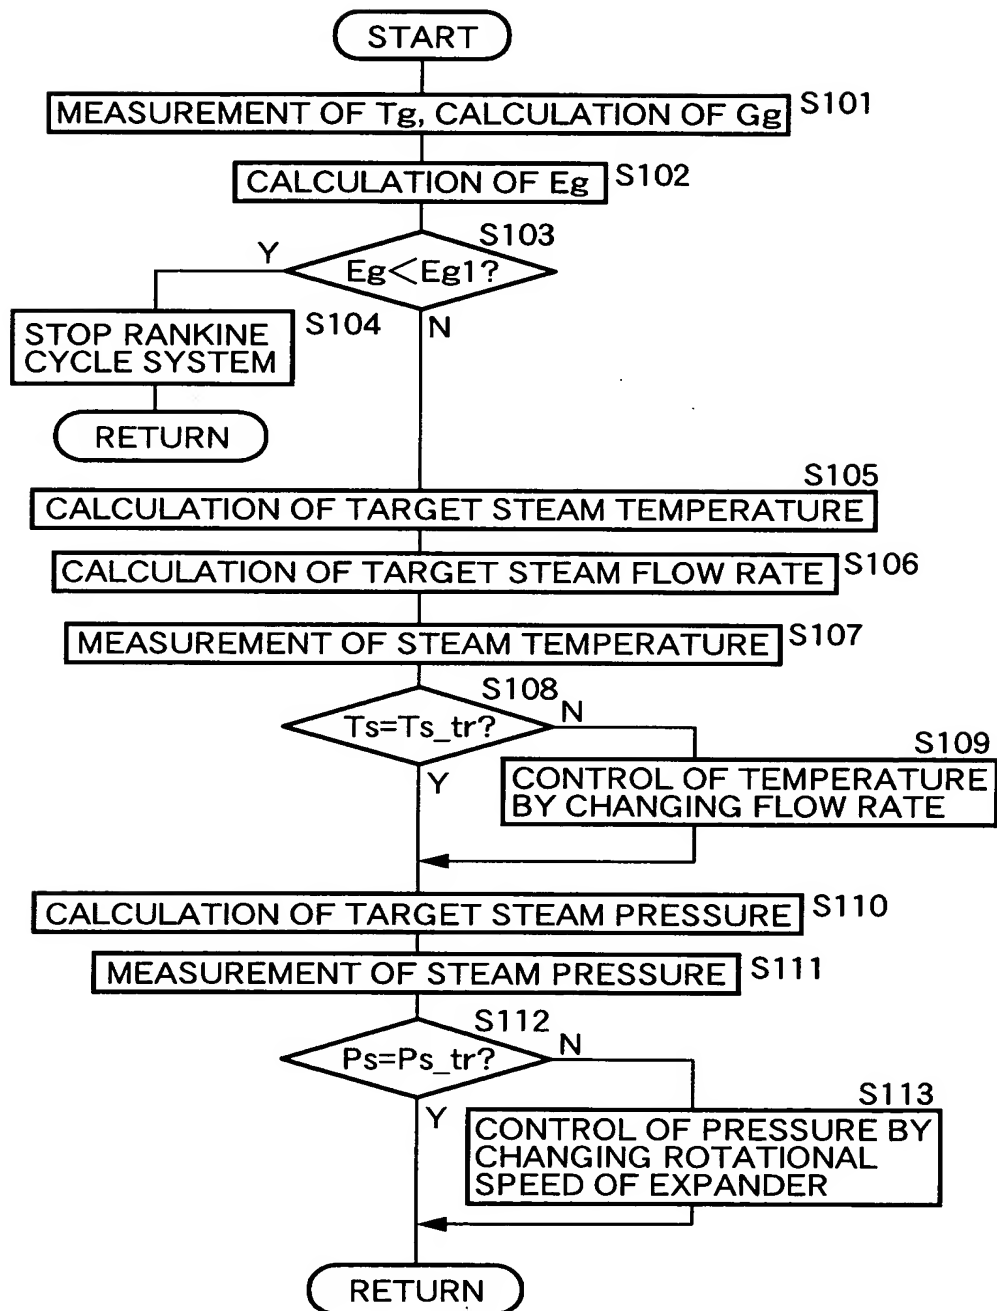 START
MEASUREMENT OF Tg, CALCULATION OF Gg S101
CALCULATION OF Eg S102
S103
Y
Eg<Eg1?
S104
N
STOP RANKINE
CYCLE SYSTEM
RETURN
S105
CALCULATION OF TARGET STEAM TEMPERATURE
CALCULATION OF TARGET STEAM FLOW RATE S106
MEASUREMENT OF STEAM TEMPERATURE S107
S108
Ts=Ts_tr?
N
S109
Y
CONTROL OF TEMPERATURE
BY CHANGING FLOW RATE
CALCULATION OF TARGET STEAM PRESSURE S110
MEASUREMENT OF STEAM PRESSURE S111
S112
Ps=Ps_tr?
N
S113
Y
CONTROL OF PRESSURE BY
CHANGING ROTATIONAL
SPEED OF EXPANDER
RETURN